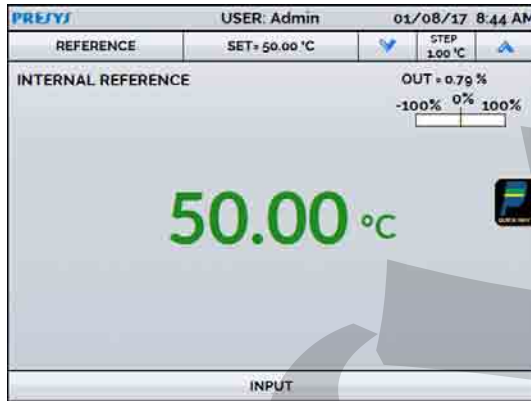 PRESYS USER: Admin 01/08/17 8:44 AM
REFERENCE SET= 50.00 °C STEP
1.00 °C
INTERNAL REFERENCE OUT = 0.79 %
-100% 0% 100%
50.00 °C
INPUT